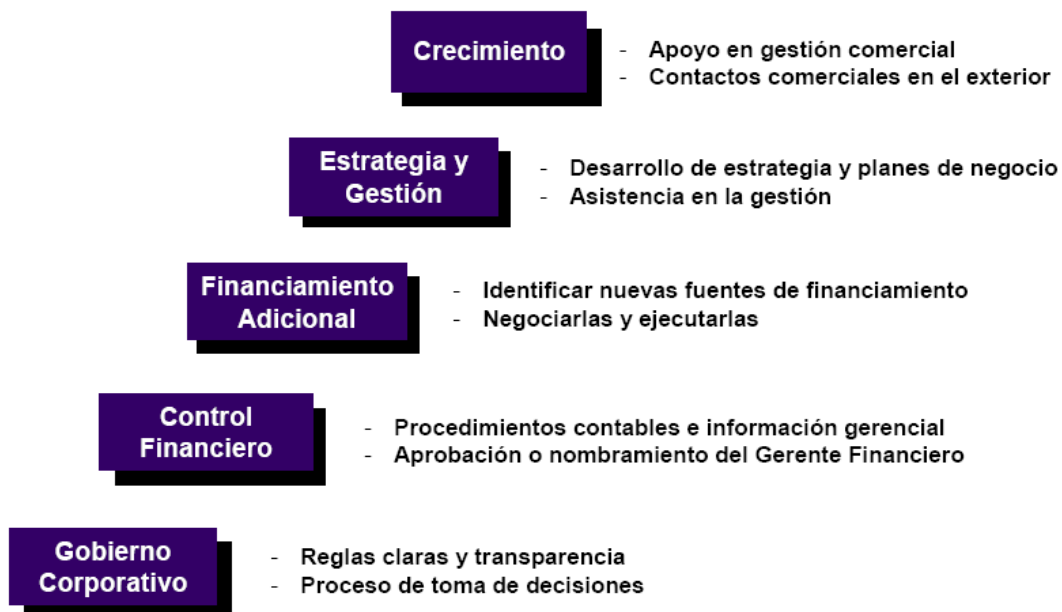 Crecimiento
- Apoyo en gestión comercial
- Contactos comerciales en el exterior
Estrategia y
Gestión
- Desarrollo de estrategia y planes de negocio
- Asistencia en la gestión
Financiamiento
Adicional
- Identificar nuevas fuentes de financiamiento
- Negociarlas y ejecutarlas
Control
Financiero
- Procedimientos contables e información gerencial
- Aprobación o nombramiento del Gerente Financiero
Gobierno
Corporativo
- Reglas claras y transparencia
- Proceso de toma de decisiones